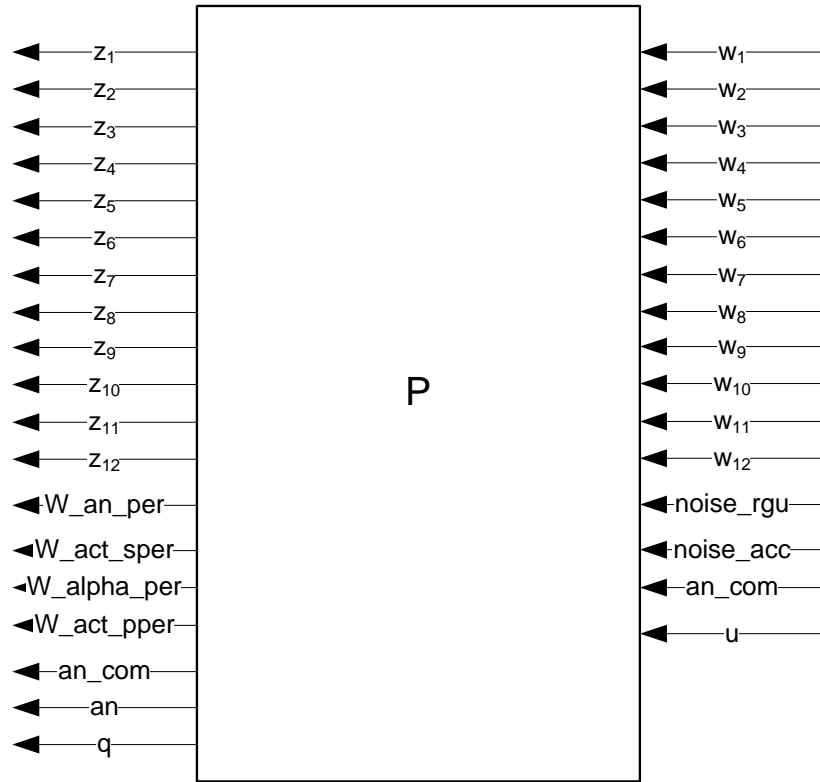 z₁
z₂
z₃
z₄
z₅
z₆
z₇
z₈
z₉
z₁₀
z₁₁
z₁₂
W_an_per
W_act_sper
W_alpha_per
W_act_pper
an_com
an
q
P
w₁
w₂
w₃
w₄
w₅
w₆
w₇
w₈
w₉
w₁₀
w₁₁
w₁₂
noise_rgu
noise_acc
an_com
u